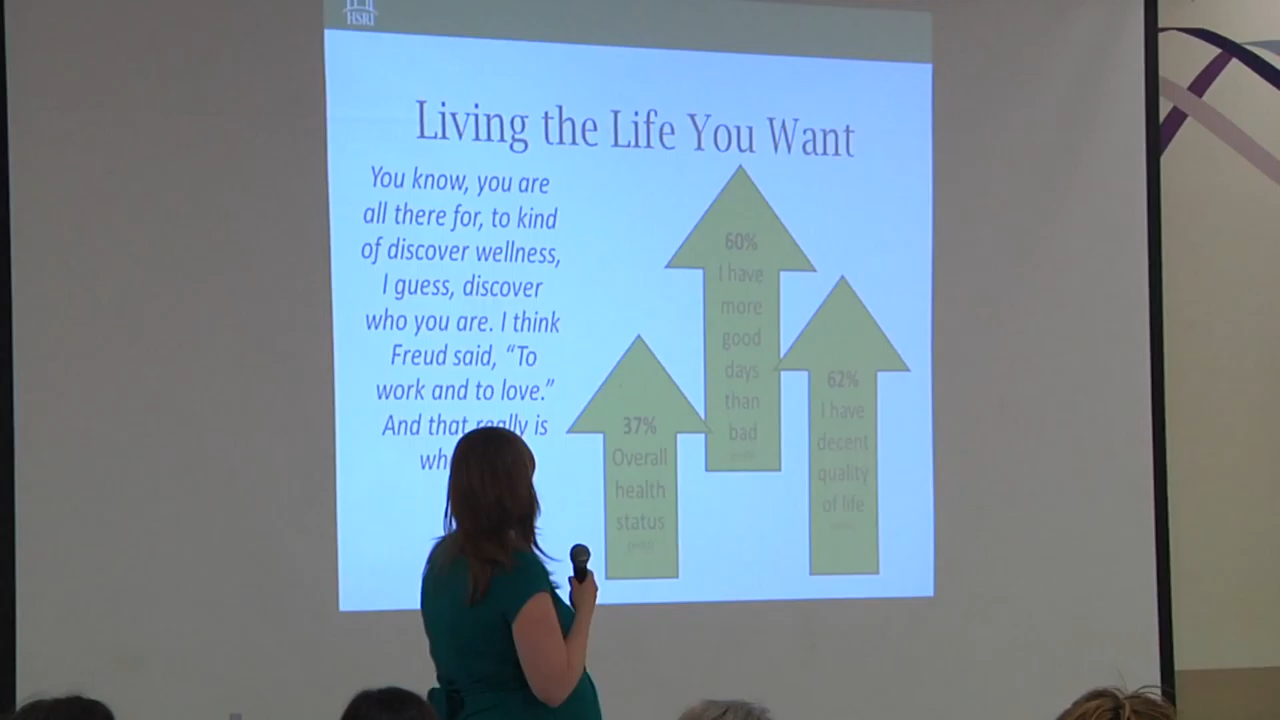 HSRI
Living the Life You Want
You know, you are
all there for, to kind
of discover wellness,
I guess, discover
who you are. I think
Freud said, “To
work and to love.”
And that really is
60%
I have
more
good
days
than
bad
37%
Overall
health
status
62%
I have
decent
quality
of life